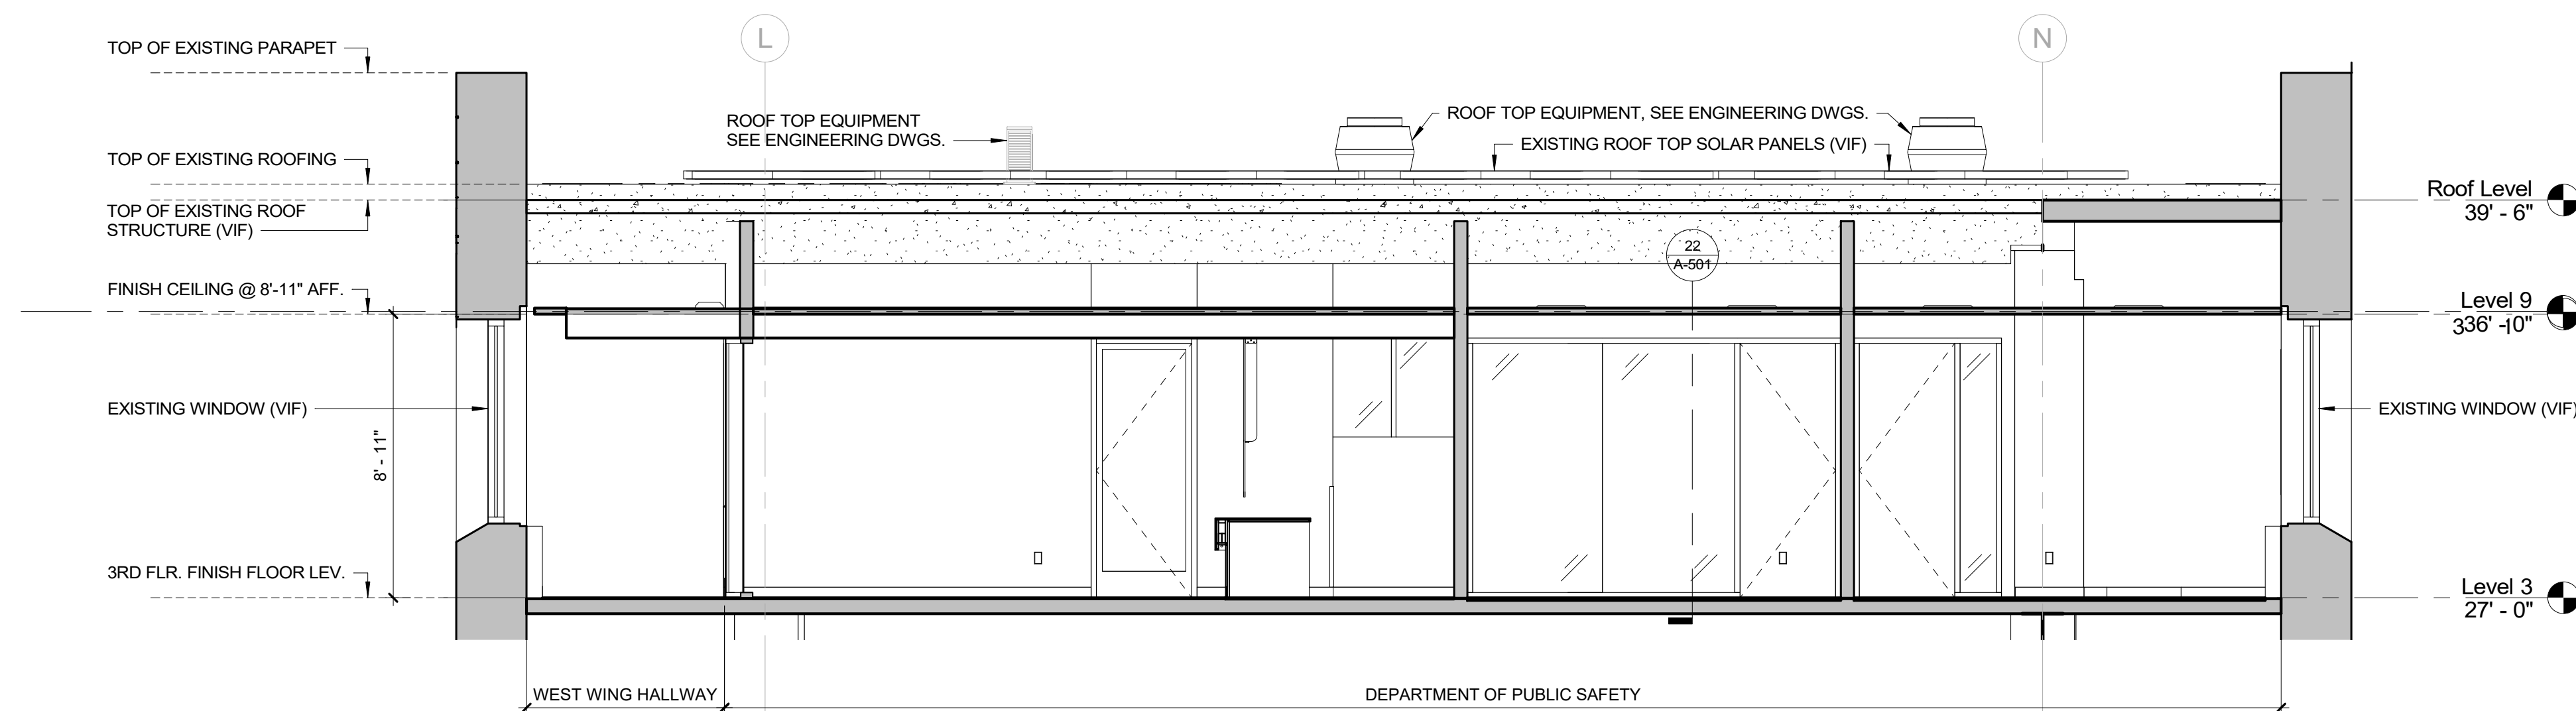 L
N
TOP OF EXISTING PARAPET
ROOF TOP EQUIPMENT
SEE ENGINEERING DWGS.
ROOF TOP EQUIPMENT, SEE ENGINEERING DWGS.
EXISTING ROOF TOP SOLAR PANELS (VIF)
TOP OF EXISTING ROOFING
TOP OF EXISTING ROOF
STRUCTURE (VIF)
Roof Level
39' - 6"
22
A-501
FINISH CEILING @ 8'-11" AFF.
Level 9
36' - 0"
EXISTING WINDOW (VIF)
EXISTING WINDOW (VIF)
8' - 11"
3RD FLR. FINISH FLOOR LEV.
Level 3
27' - 0"
WEST WING HALLWAY
DEPARTMENT OF PUBLIC SAFETY